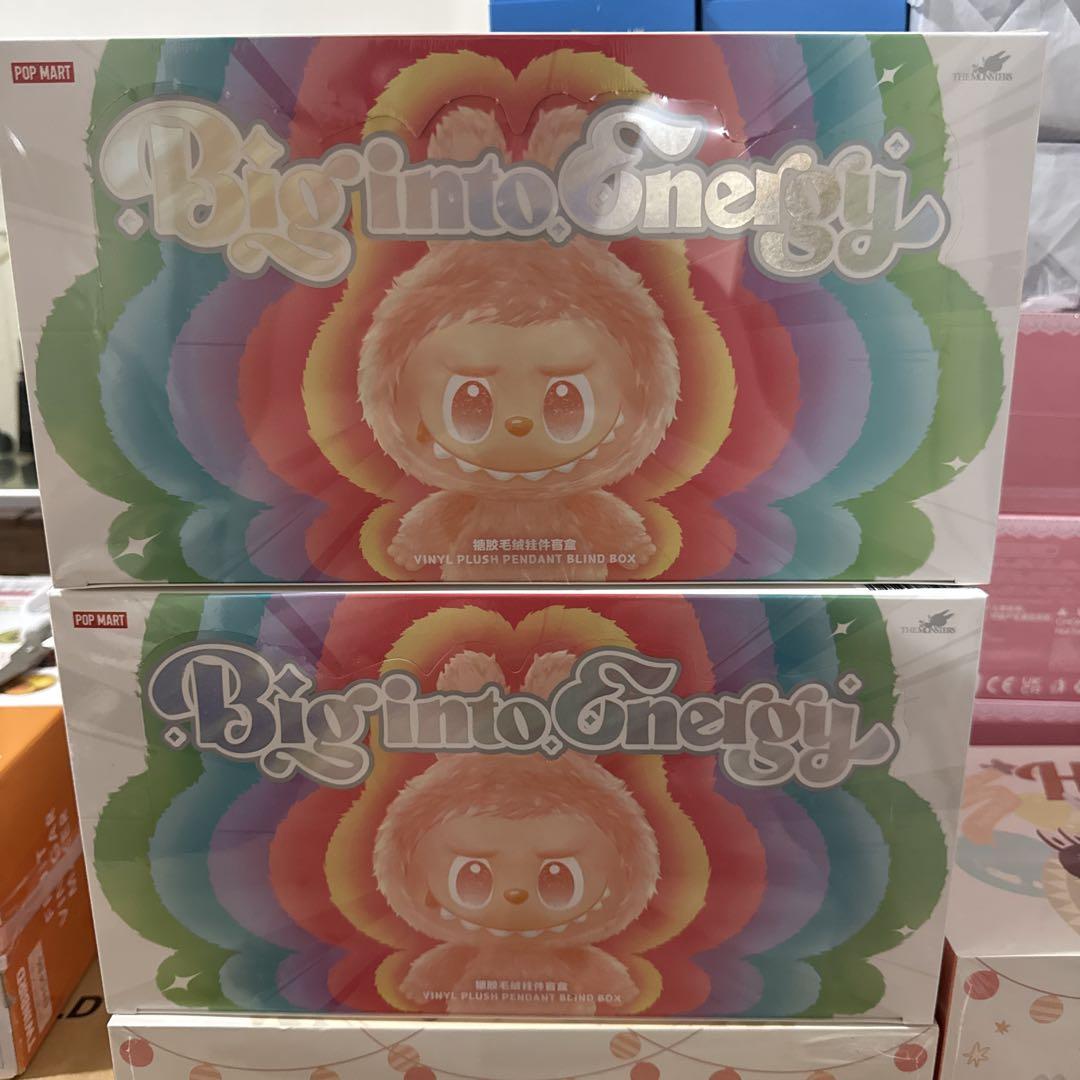 POP MART
THE MONSTERS
Big into Energy
搪胶毛绒挂件盲盒
VINYL PLUSH PENDANT BLIND BOX
POP MART
THE MONSTERS
Big into Energy
搪胶毛绒挂件盲盒
VINYL PLUSH PENDANT BLIND BOX